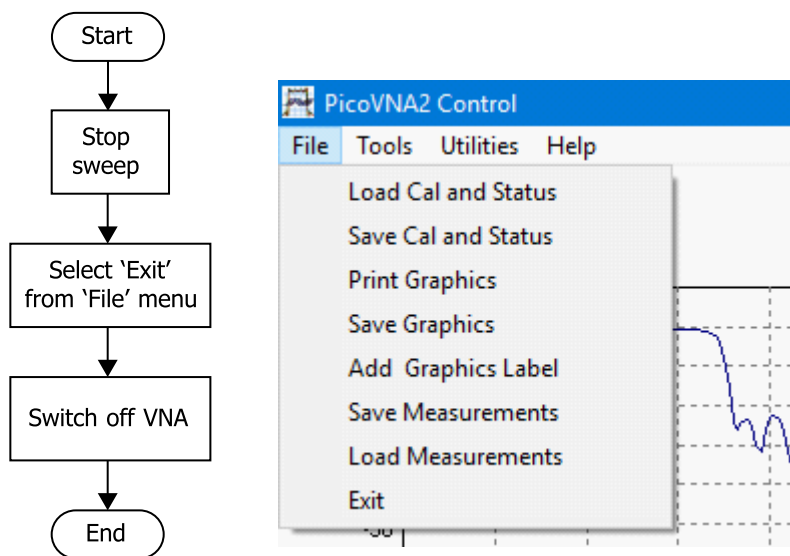 Start
Stop
sweep
Select ‘Exit’
from ‘File’ menu
Switch off VNA
End
PicoVNA2 Control
File Tools Utilities Help
Load Cal and Status
Save Cal and Status
Print Graphics
Save Graphics
Add Graphics Label
Save Measurements
Load Measurements
Exit